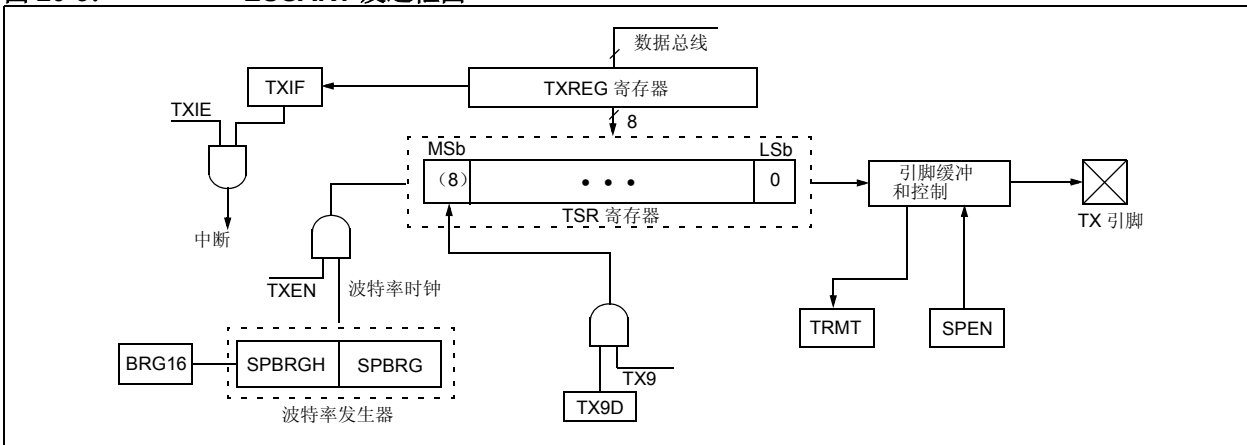 数据总线
TXIF
TXREG 寄存器
TXIE
8
MSb
LSb
(8)
• • •
0
引脚缓冲
和控制
TSR 寄存器
TX 引脚
中断
TXEN
波特率时钟
TRMT
SPEN
BRG16
SPBRGH
SPBRG
TX9
TX9D
波特率发生器